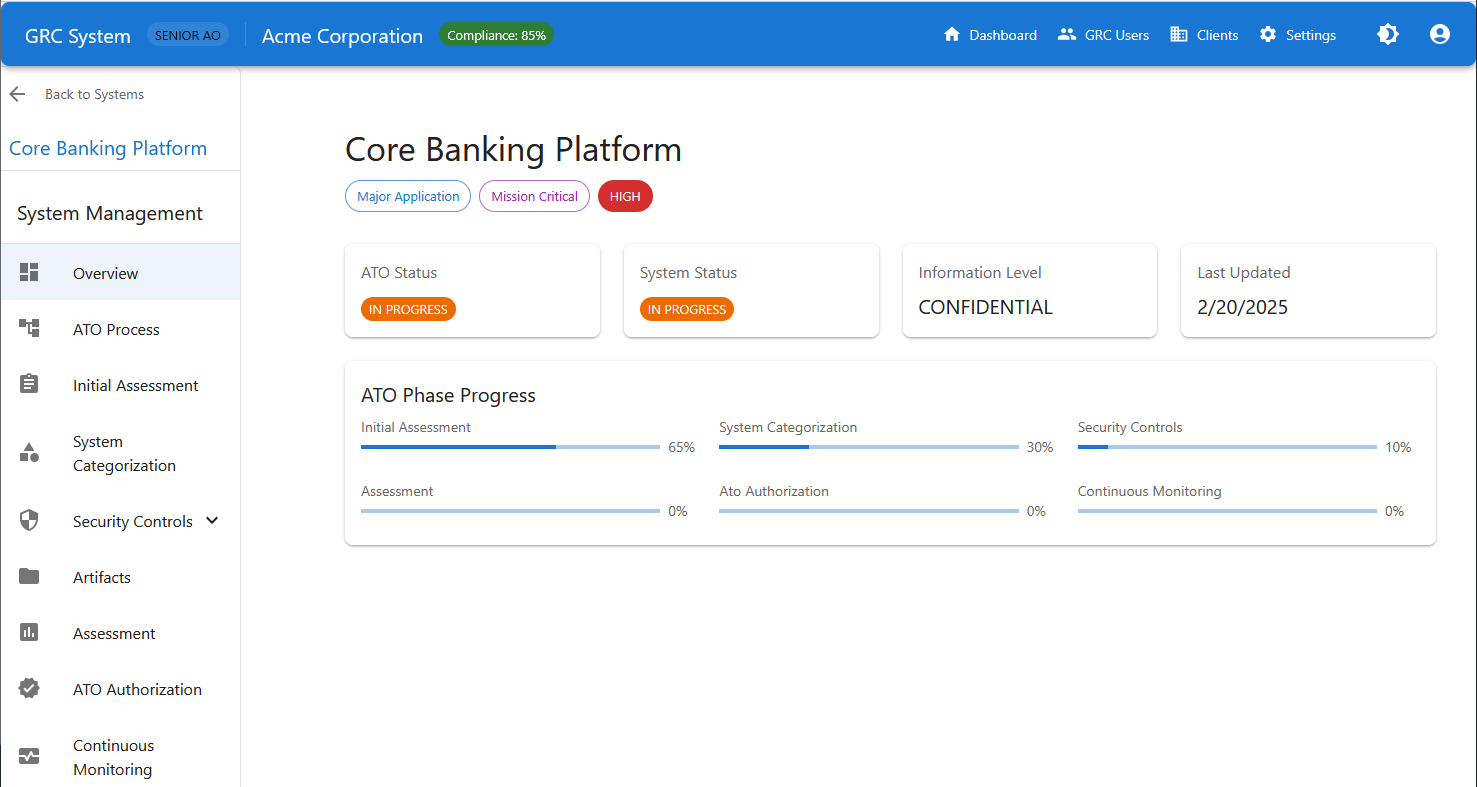 GRC System
SENIOR AO
Acme Corporation
Compliance: 85%
Dashboard
GRC Users
Clients
Settings
Back to Systems
Core Banking Platform
System Management
Overview
ATO Process
Initial Assessment
System
Categorization
Security Controls
Artifacts
Assessment
ATO Authorization
Continuous
Monitoring
Core Banking Platform
Major Application
Mission Critical
HIGH
ATO Status
IN PROGRESS
System Status
IN PROGRESS
Information Level
CONFIDENTIAL
Last Updated
2/20/2025
ATO Phase Progress
Initial Assessment
65%
System Categorization
30%
Security Controls
10%
Assessment
0%
Ato Authorization
0%
Continuous Monitoring
0%